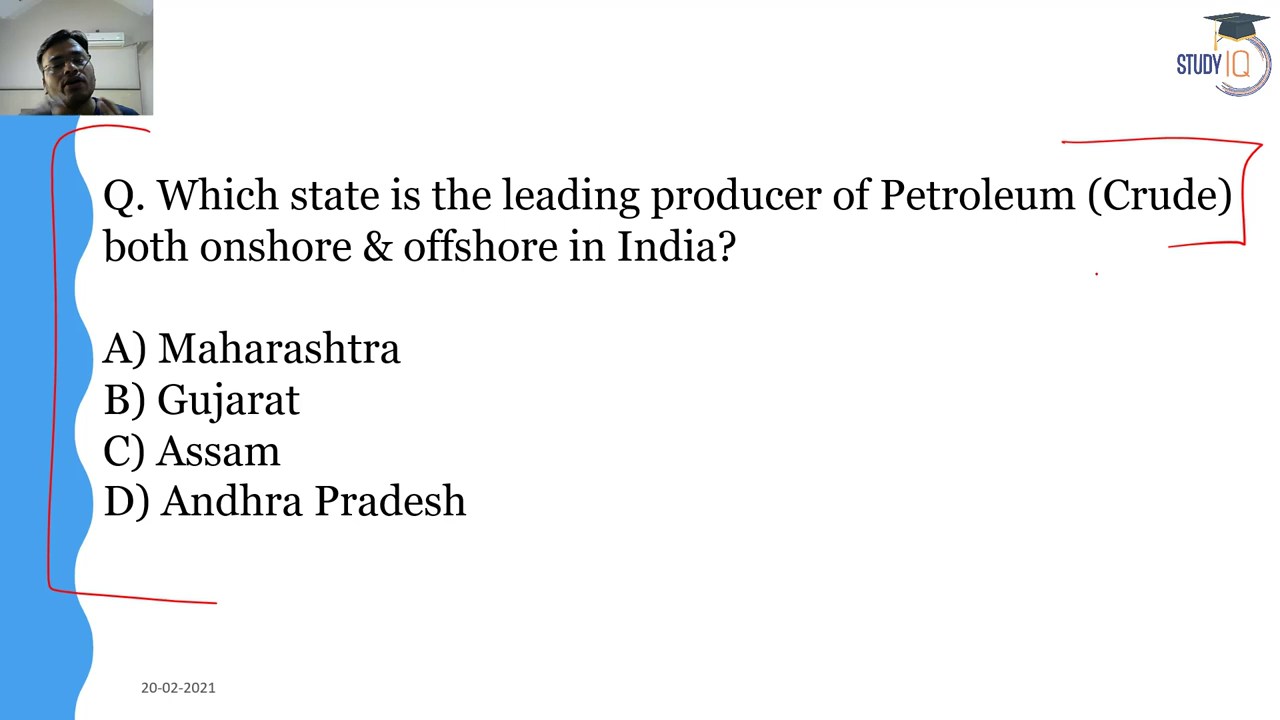 STUDY IQ
Q. Which state is the leading producer of Petroleum (Crude)
both onshore & offshore in India?
A) Maharashtra
B) Gujarat
C) Assam
D) Andhra Pradesh
20-02-2021